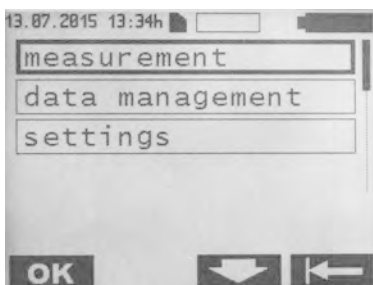 13.07.2015 13:34h
measurement
data management
settings
OK